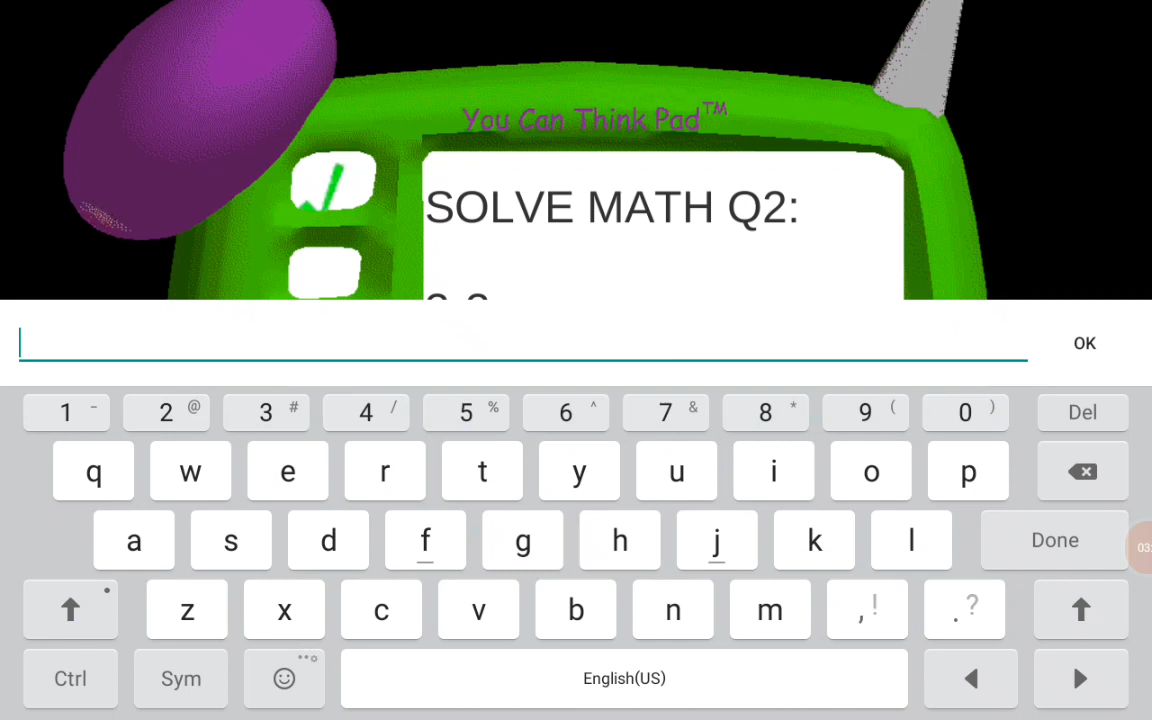 You Can Think Pad™
SOLVE MATH Q2:
OK
1 - 2 @ 3 # 4 / 5 % 6 ^ 7 & 8 * 9 ( 0 ) Del
q w e r t y u i o p
a s d f g h j k l Done
z x c v b n m , ! . ?
Ctrl Sym English(US)